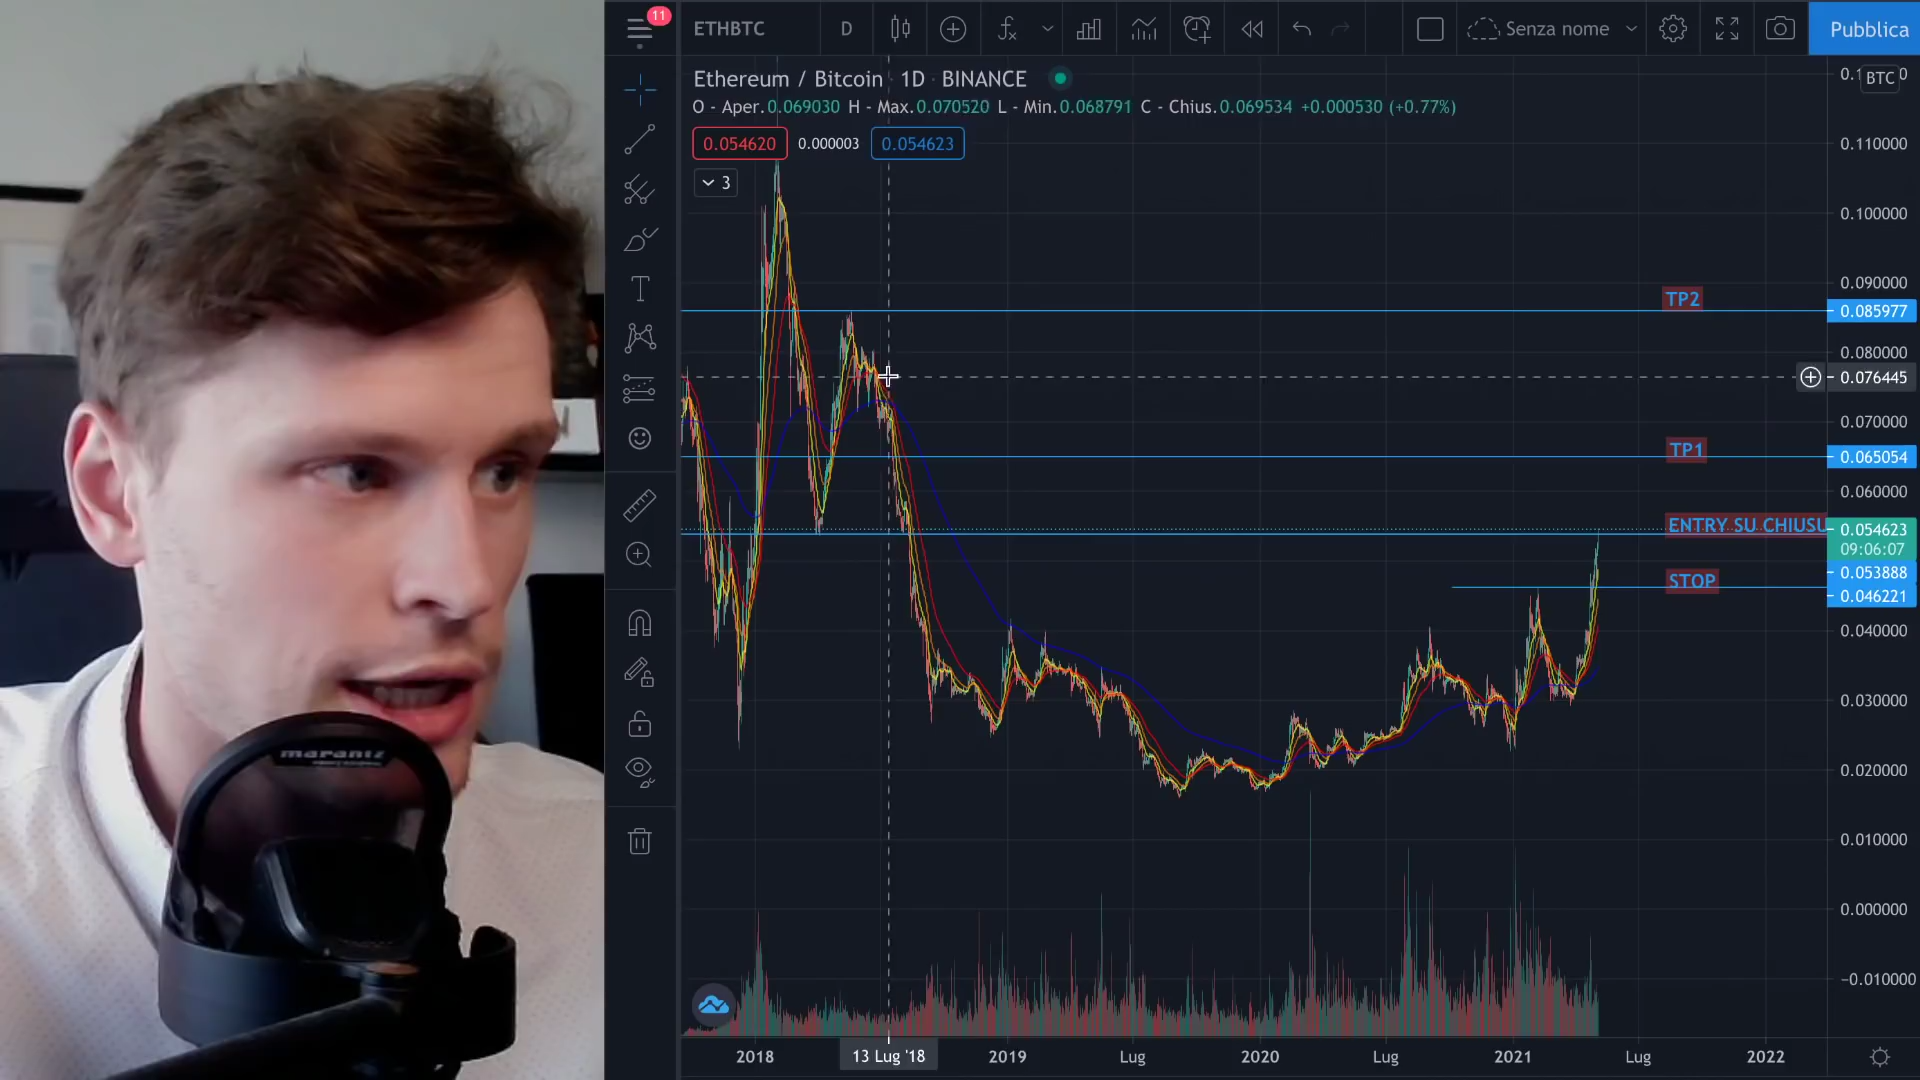 11
ETHBTC
D
Senza nome
Pubblica
Ethereum / Bitcoin · 1D · BINANCE
O - Aper.0.069030 H - Max.0.070520 L - Min.0.068791 C - Chius.0.069534 +0.000530 (+0.77%)
0.054620 0.000003 0.054623
3
BTC
0.110000
0.100000
0.090000
TP2
0.085977
0.080000
0.076445
0.070000
TP1
0.065054
0.060000
ENTRY SU CHIUSU
0.054623
09:06:07
0.053888
STOP
0.046221
0.040000
0.030000
0.020000
0.010000
0.000000
−0.010000
2018 13 Lug '18 2019 Lug 2020 Lug 2021 Lug 2022
marantz